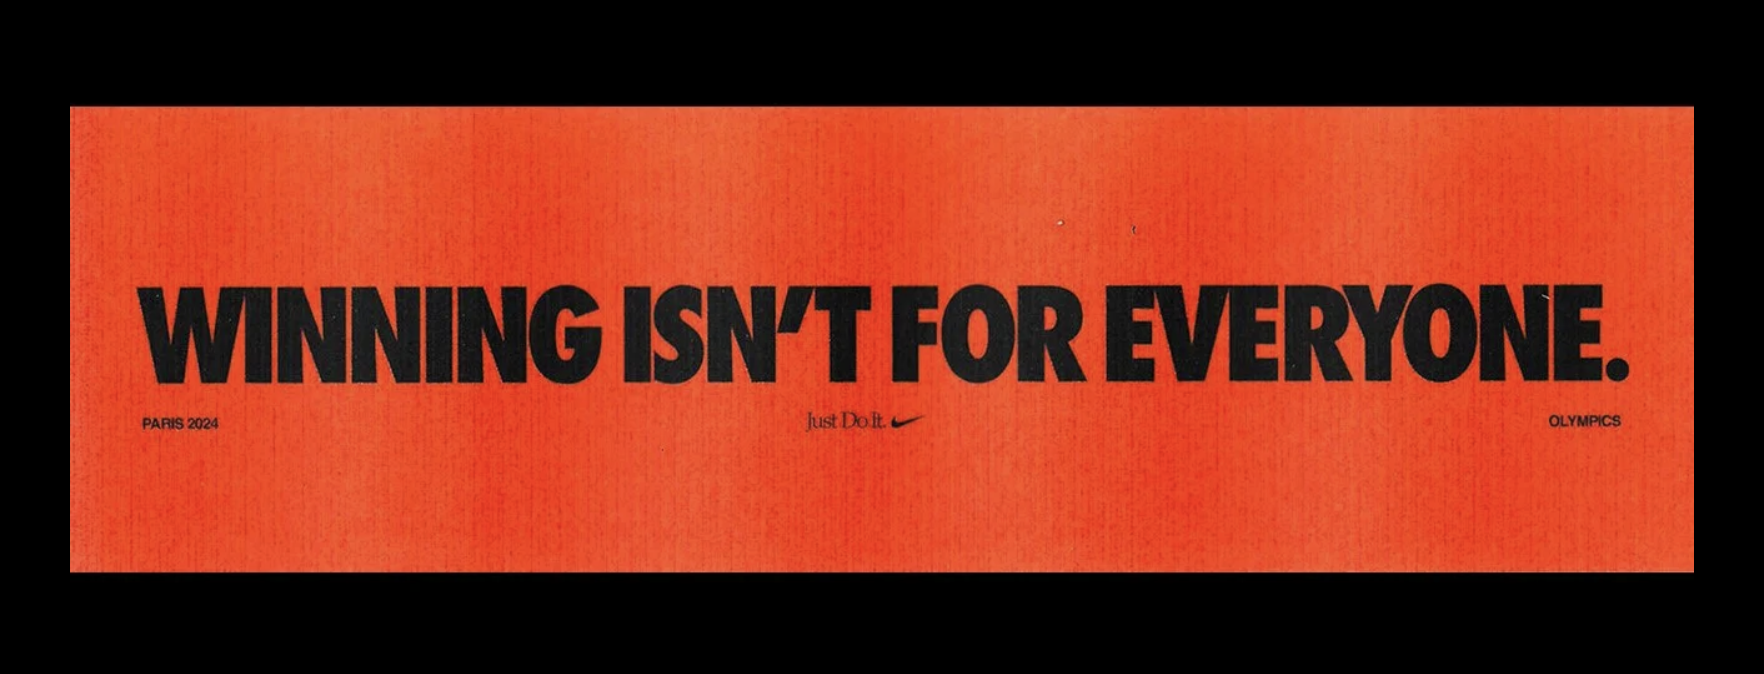 WINNING ISN'T FOR EVERYONE.
PARIS 2024
Just Do It.
OLYMPICS